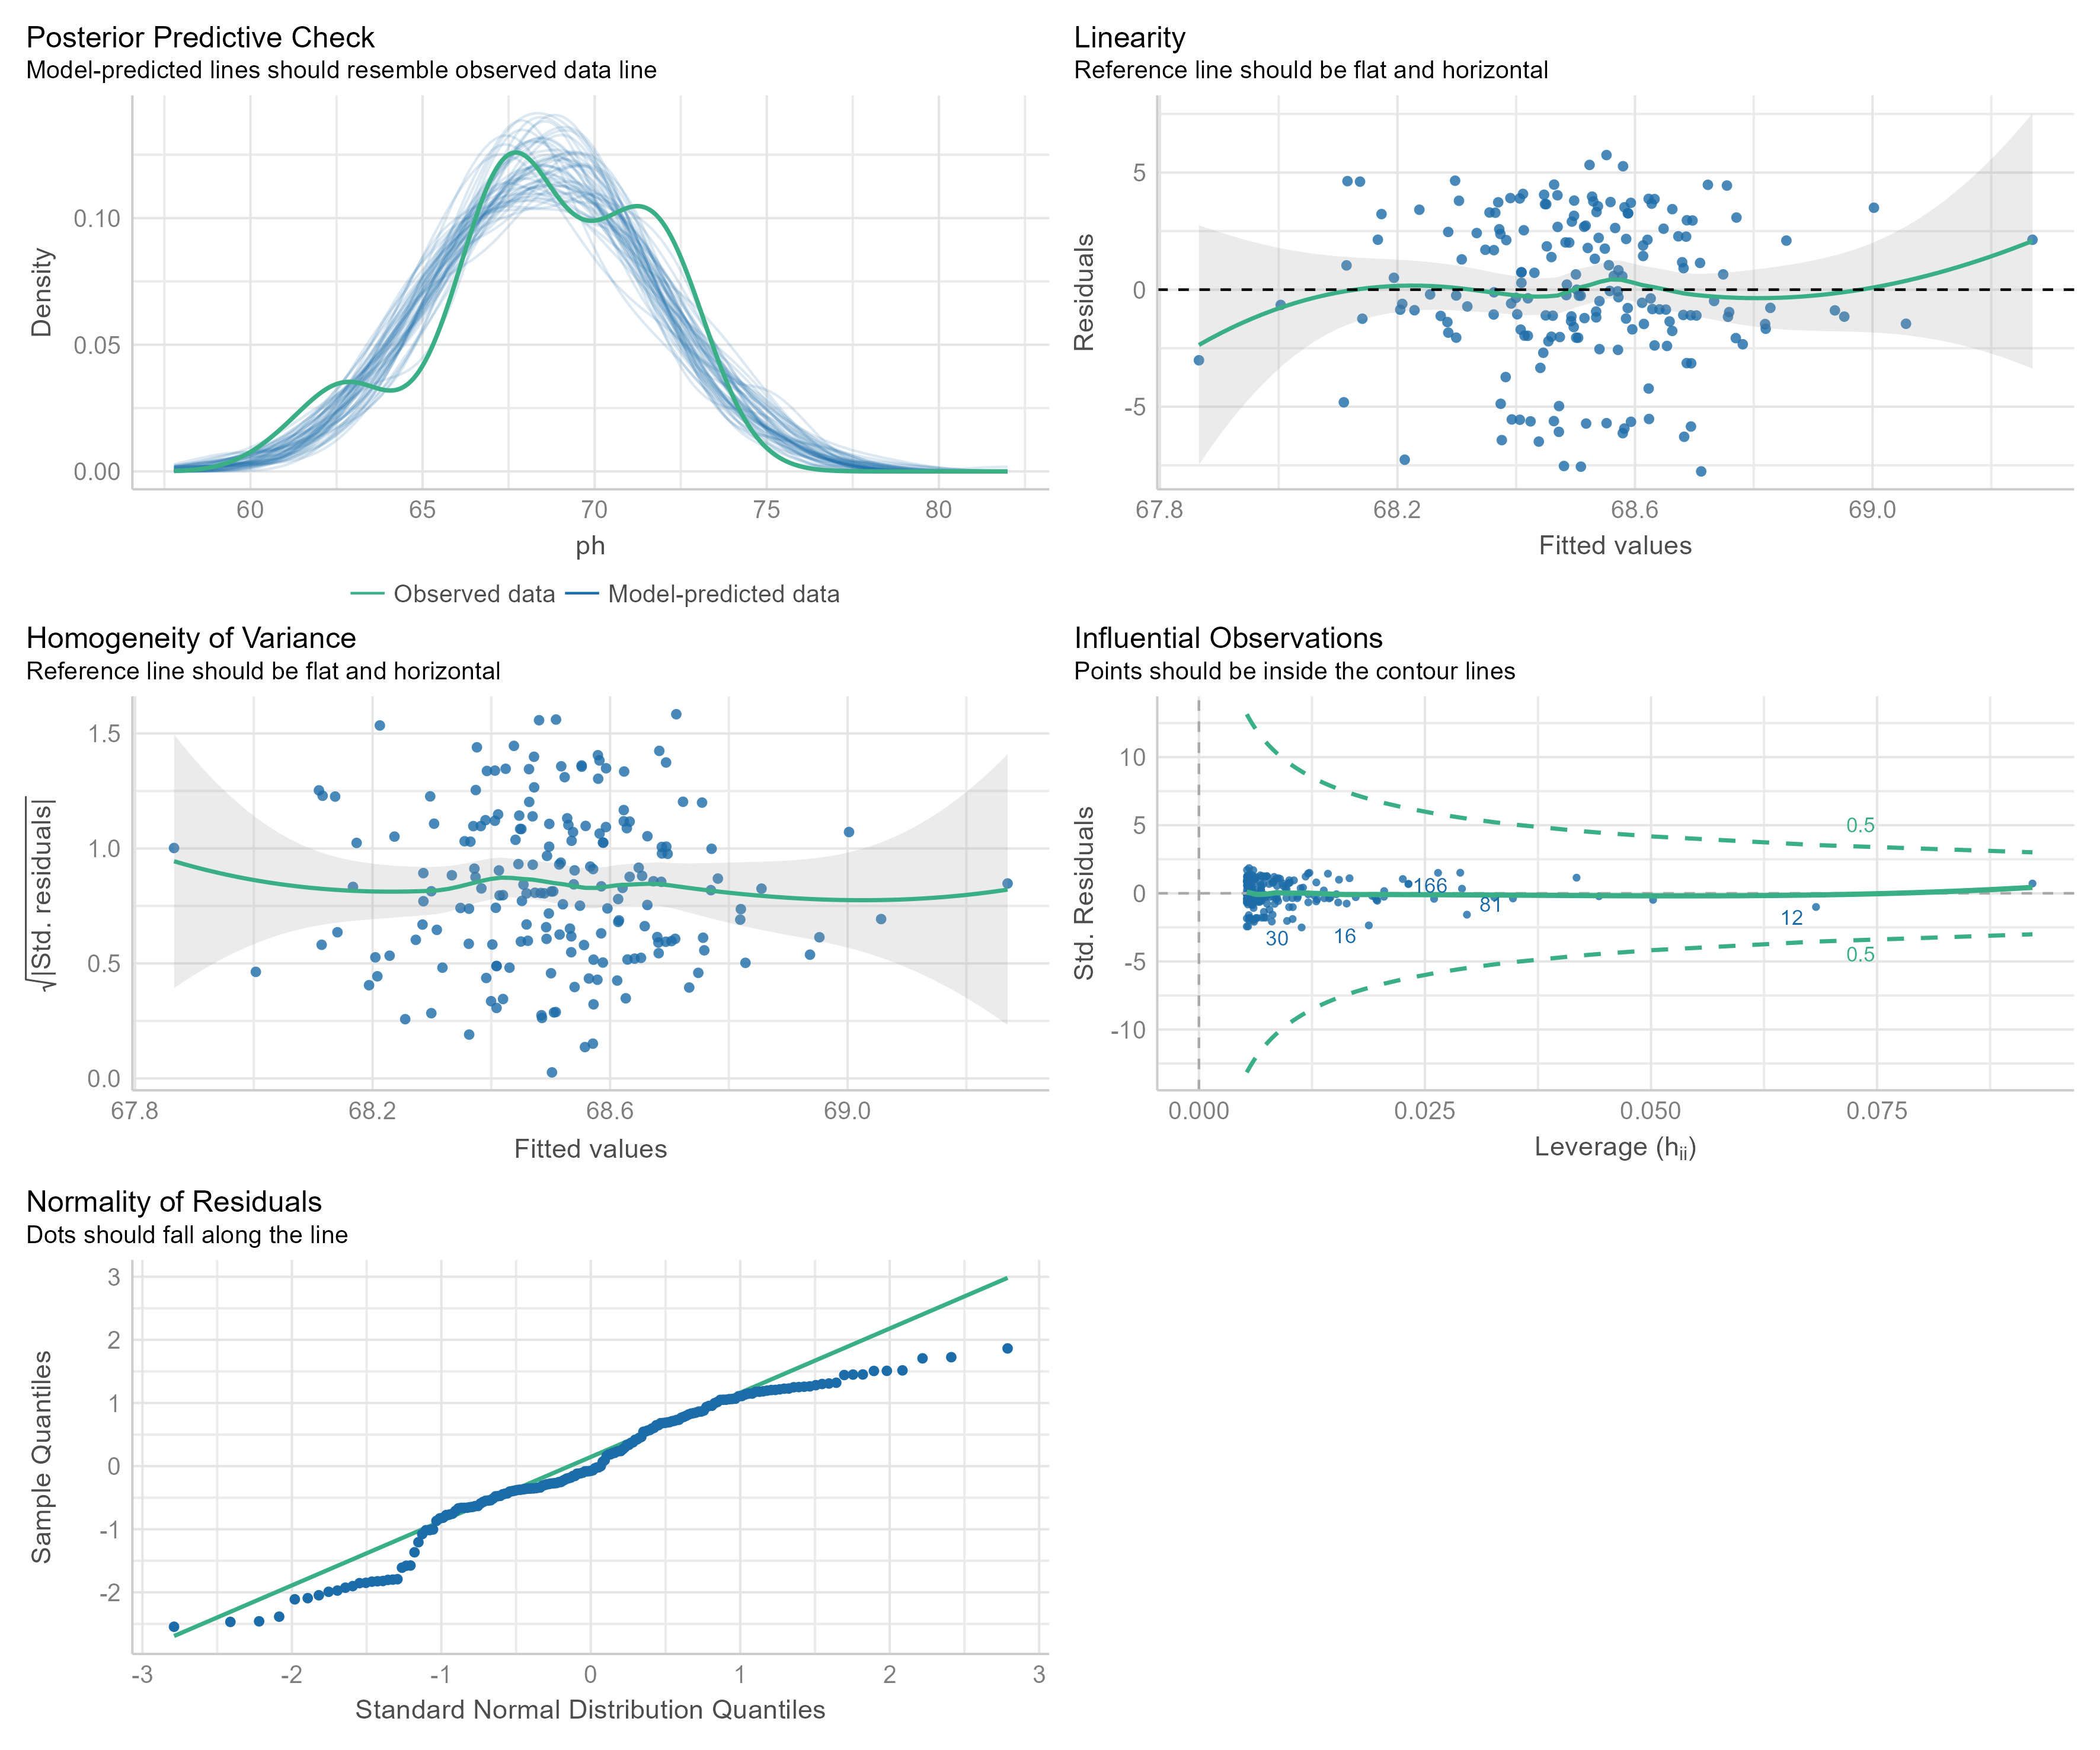 Posterior Predictive Check
Model-predicted lines should resemble observed data line
Density
0.10
0.05
0.00
60 65 70 75 80
ph
Observed data Model-predicted data
Linearity
Reference line should be flat and horizontal
Residuals
5
0
-5
67.8 68.2 68.6 69.0
Fitted values
Homogeneity of Variance
Reference line should be flat and horizontal
√|Std. residuals|
1.5
1.0
0.5
0.0
67.8 68.2 68.6 69.0
Fitted values
Influential Observations
Points should be inside the contour lines
Std. Residuals
10
5
0
-5
-10
0.5
166
81
12
30
16
0.5
0.000 0.025 0.050 0.075
Leverage (hᵢᵢ)
Normality of Residuals
Dots should fall along the line
Sample Quantiles
3
2
1
0
-1
-2
-3 -2 -1 0 1 2 3
Standard Normal Distribution Quantiles